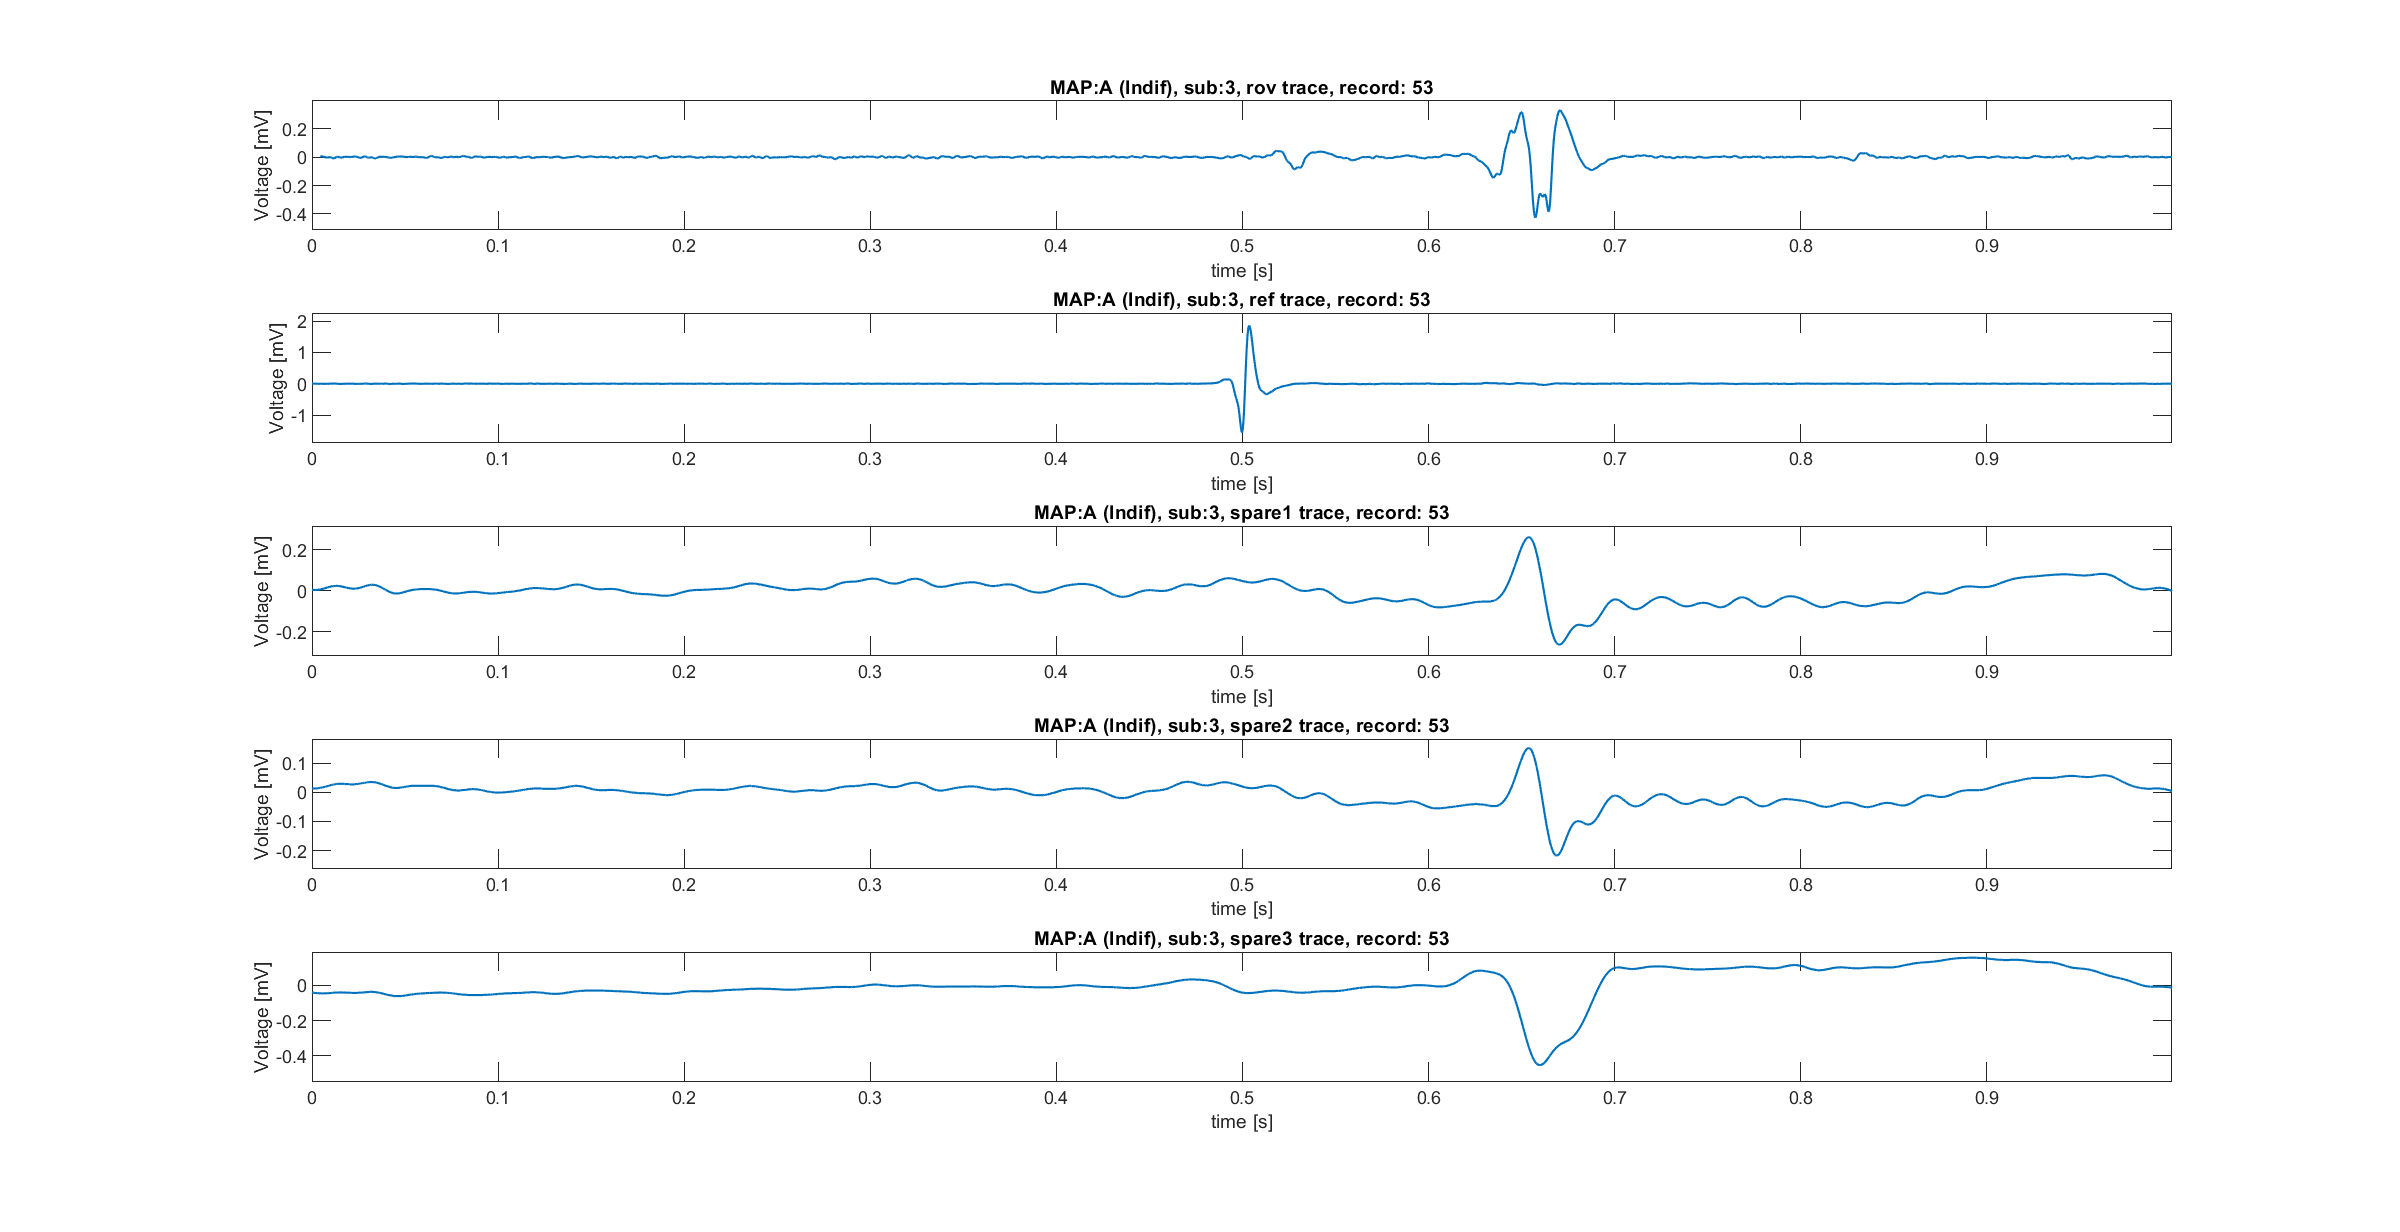 MAP:A (Indif), sub:3, rov trace, record: 53
Voltage [mV]
0.2
0
-0.2
-0.4
0 0.1 0.2 0.3 0.4 0.5 0.6 0.7 0.8 0.9
time [s]
MAP:A (Indif), sub:3, ref trace, record: 53
Voltage [mV]
2
1
0
-1
0 0.1 0.2 0.3 0.4 0.5 0.6 0.7 0.8 0.9
time [s]
MAP:A (Indif), sub:3, spare1 trace, record: 53
Voltage [mV]
0.2
0
-0.2
0 0.1 0.2 0.3 0.4 0.5 0.6 0.7 0.8 0.9
time [s]
MAP:A (Indif), sub:3, spare2 trace, record: 53
Voltage [mV]
0.1
0
-0.1
-0.2
0 0.1 0.2 0.3 0.4 0.5 0.6 0.7 0.8 0.9
time [s]
MAP:A (Indif), sub:3, spare3 trace, record: 53
Voltage [mV]
0
-0.2
-0.4
0 0.1 0.2 0.3 0.4 0.5 0.6 0.7 0.8 0.9
time [s]